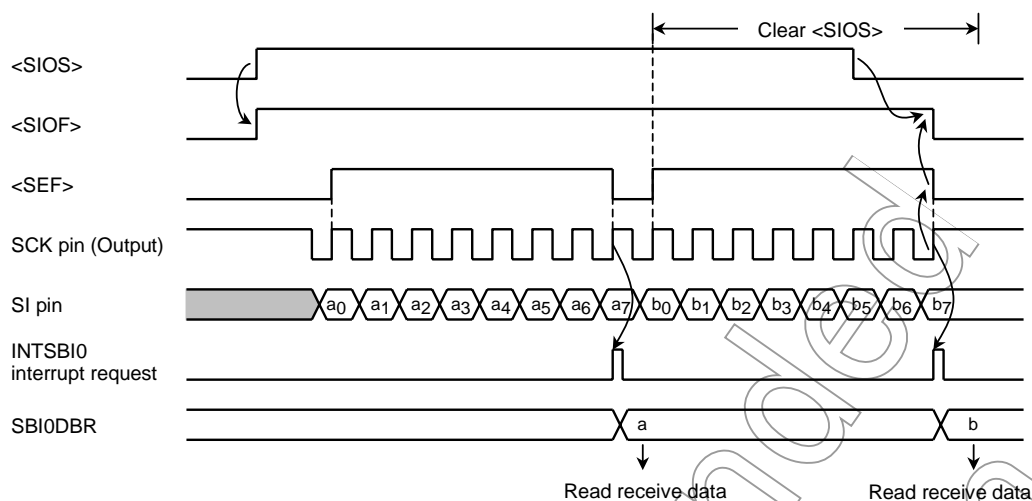 Clear <SIOS>
<SIOS>
<SIOF>
<SEF>
SCK pin (Output)
SI pin
a0 a1 a2 a3 a4 a5 a6 a7 b0 b1 b2 b3 b4 b5 b6 b7
INTSBI0
interrupt request
SBI0DBR
a b
Read receive data Read receive data